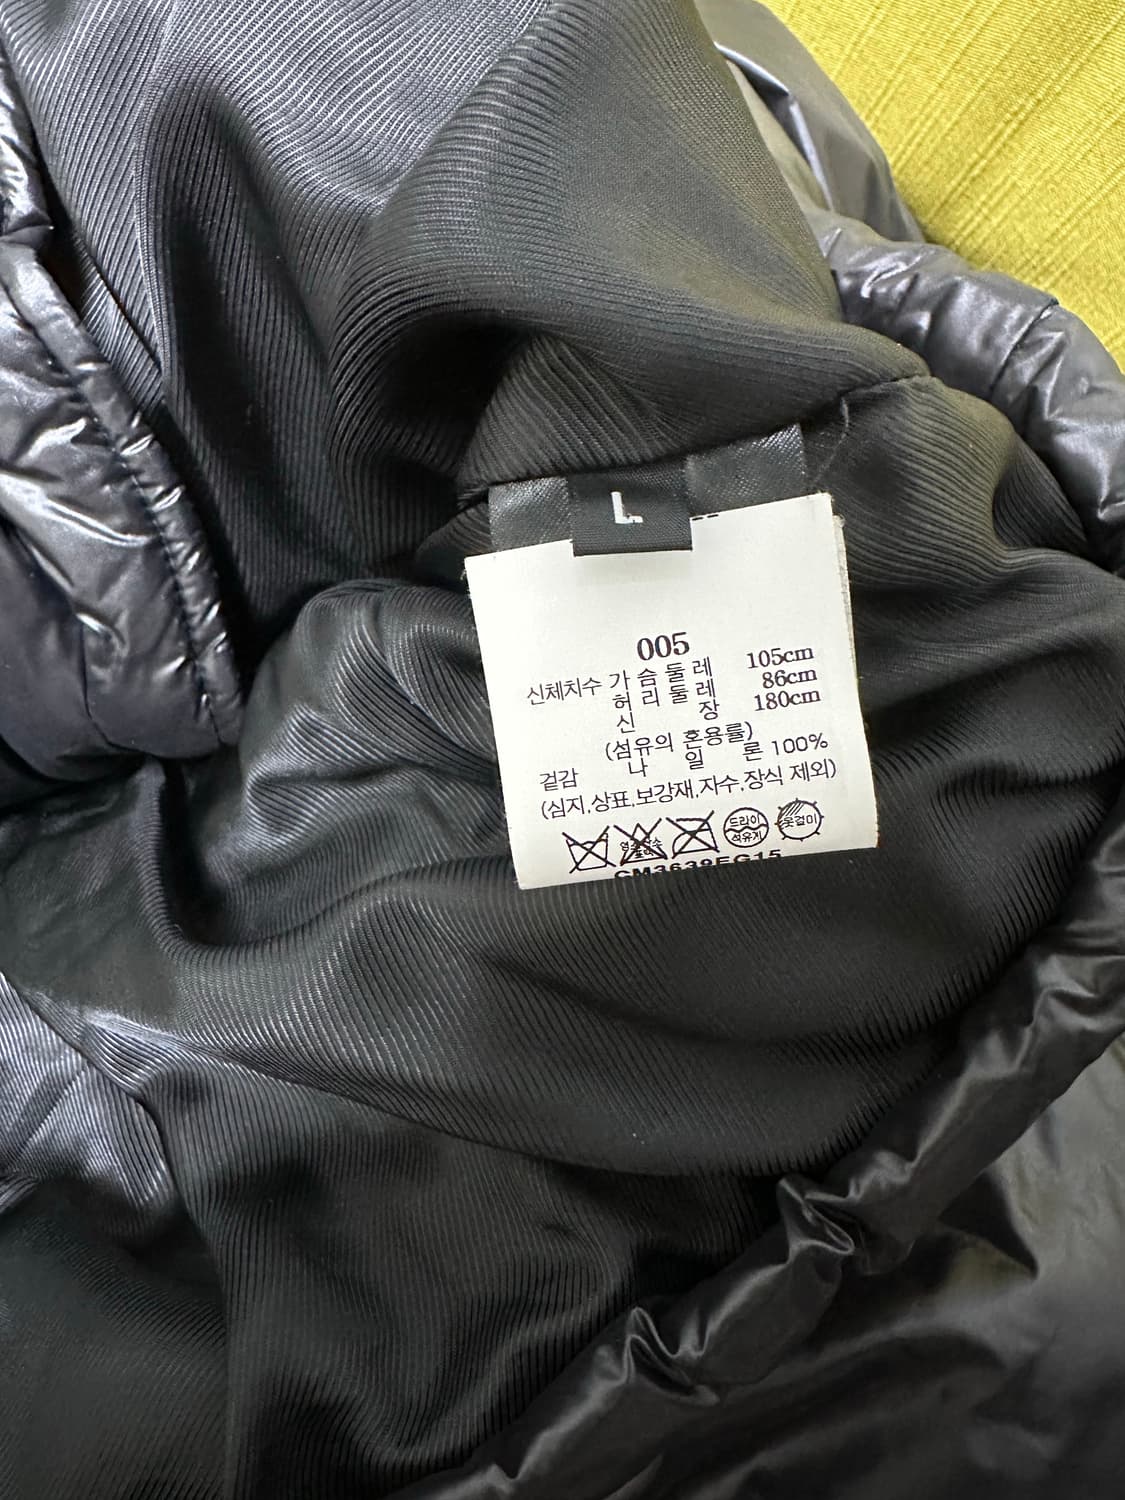 L
005
신체치수 가 슴 둘 레 105cm
허 리 둘 레 86cm
신 장 180cm
(섬유의 혼용률)
겉감 나 일 론 100%
(심지,상표,보강재,자수,장식 제외)
드라이
석유계
옷걸이
CM3639EG15